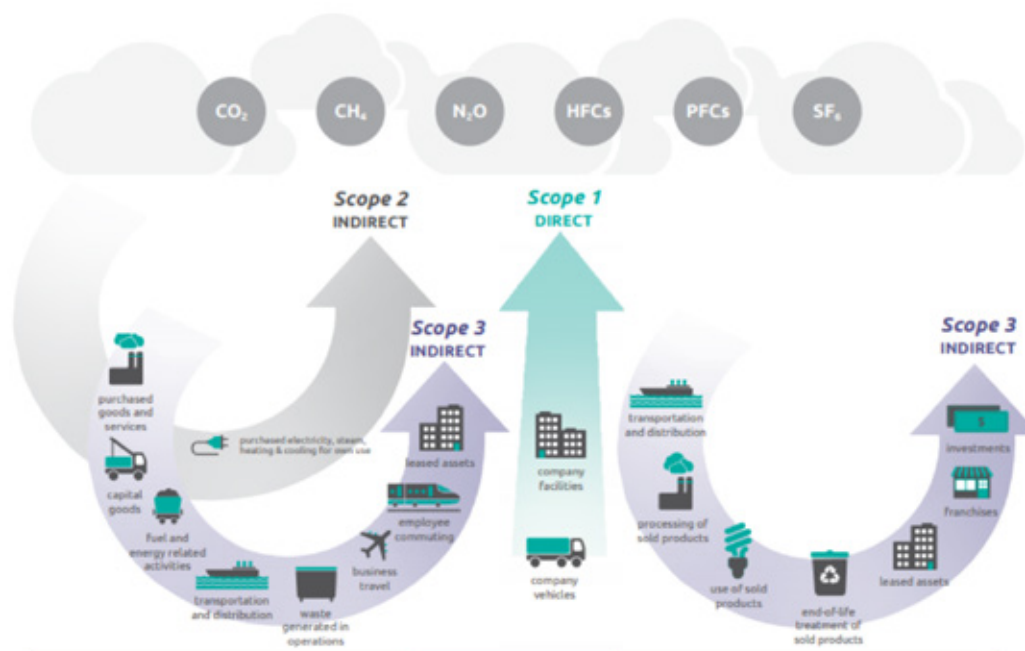 CO₂ CH₄ N₂O HFCs PFCs SF₆
Scope 2
INDIRECT
Scope 1
DIRECT
Scope 3
INDIRECT
Scope 3
INDIRECT
purchased
goods and
services
capital
goods
fuel and
energy related
activities
transportation
and distribution
waste
generated in
operations
business
travel
employee
commuting
leased assets
purchased electricity, steam,
heating & cooling for own use
company
facilities
company
vehicles
transportation
and distribution
processing of
sold products
use of sold
products
end-of-life
treatment of
sold products
leased assets
franchises
$
investments